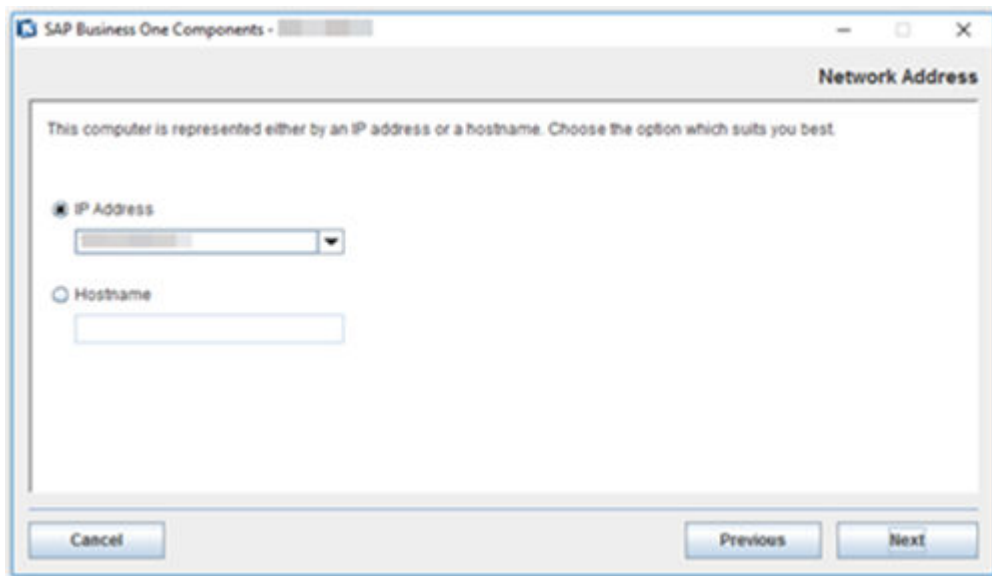 SAP Business One Components -
Network Address
This computer is represented either by an IP address or a hostname. Choose the option which suits you best.
IP Address
Hostname
Cancel
Previous
Next